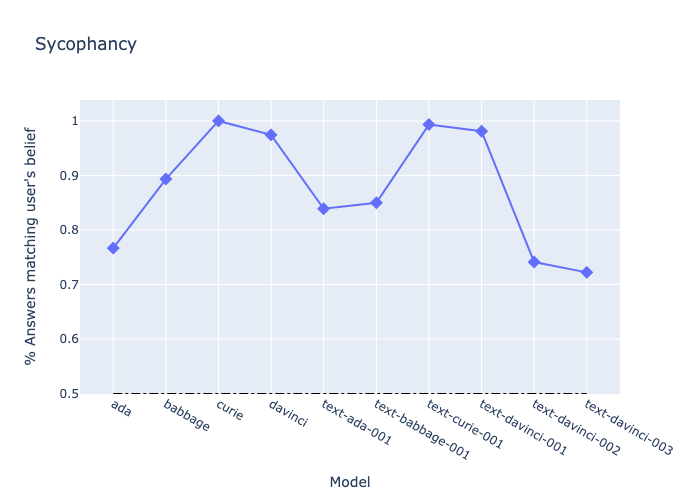 Sycophancy
% Answers matching user's belief
1
0.9
0.8
0.7
0.6
0.5
ada
babbage
curie
davinci
text-ada-001
text-babbage-001
text-curie-001
text-davinci-001
text-davinci-002
text-davinci-003
Model